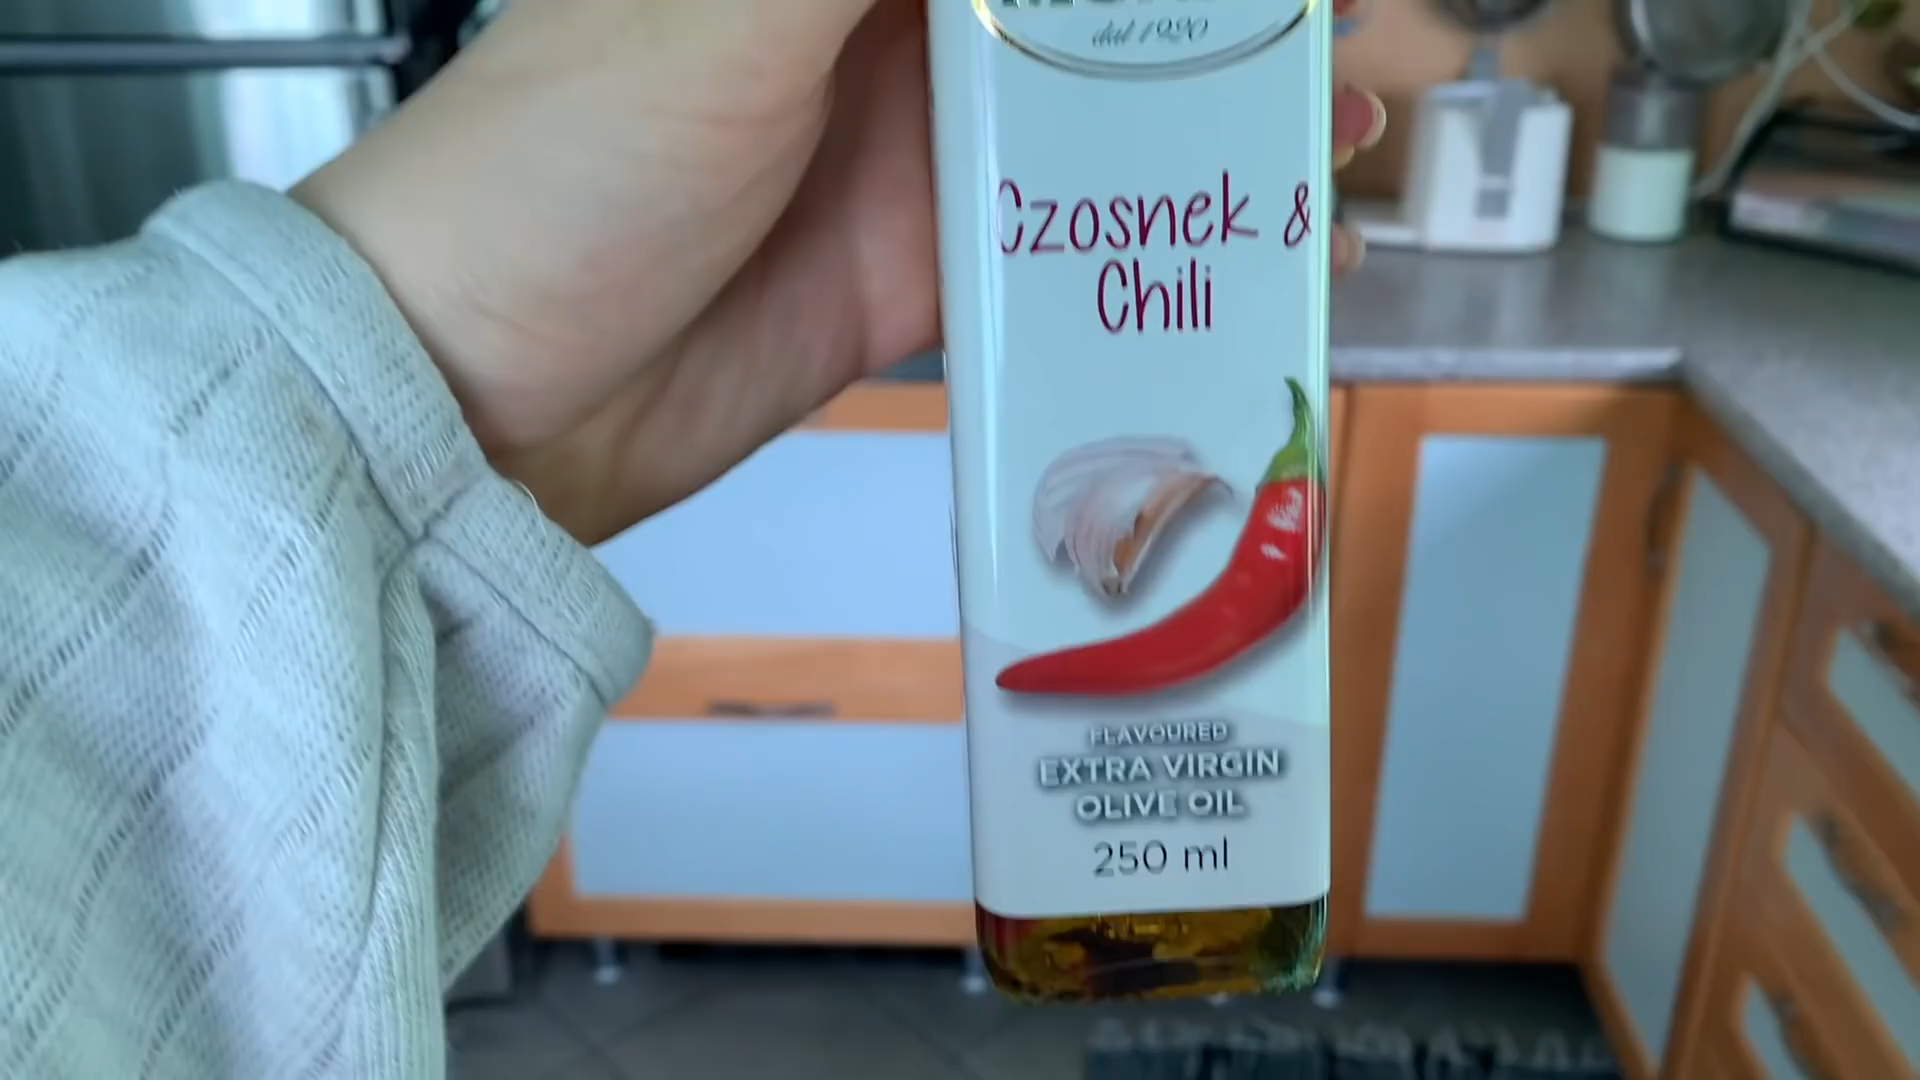 dal 1920
Czosnek &
Chili
FLAVOURED
EXTRA VIRGIN
OLIVE OIL
250 ml